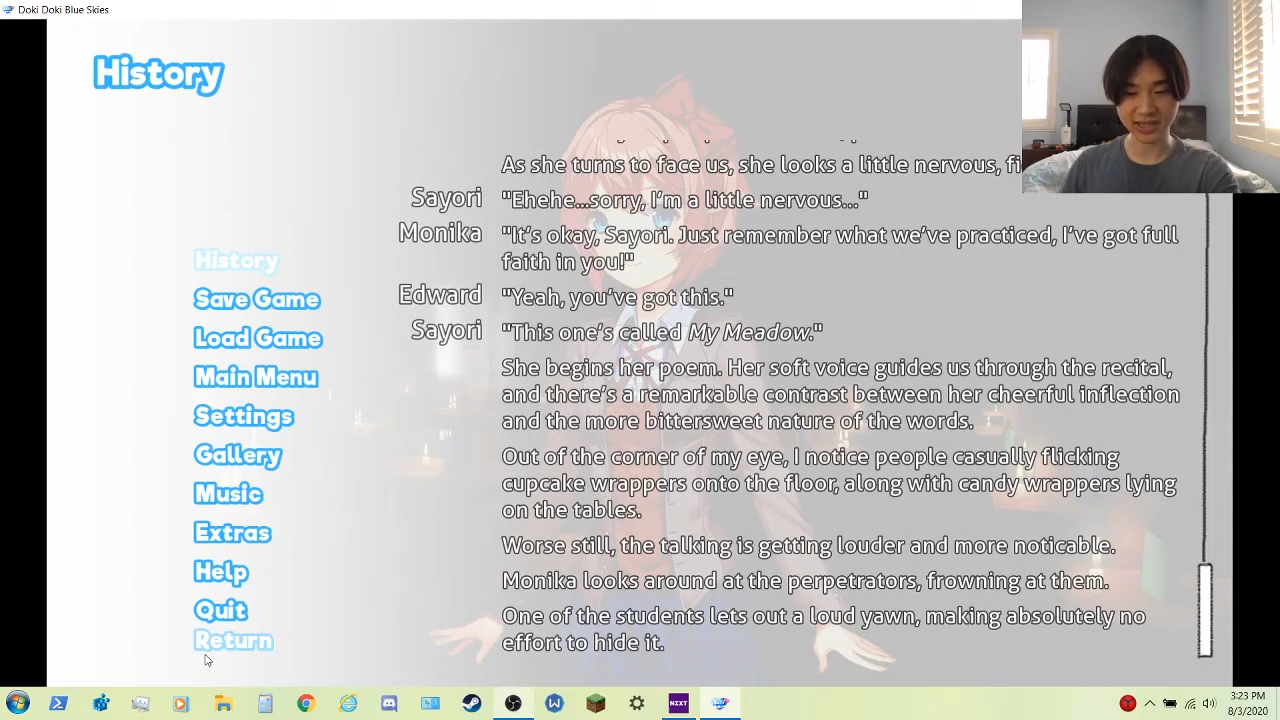 Doki Doki Blue Skies
History
As she turns to face us, she looks a little nervous, fi
Sayori "Ehehe...sorry, I'm a little nervous..."
Monika "It's okay, Sayori. Just remember what we've practiced, I've got full
faith in you!"
Edward "Yeah, you've got this."
Sayori "This one's called My Meadow."
She begins her poem. Her soft voice guides us through the recital,
and there's a remarkable contrast between her cheerful inflection
and the more bittersweet nature of the words.
Out of the corner of my eye, I notice people casually flicking
cupcake wrappers onto the floor, along with candy wrappers lying
on the tables.
Worse still, the talking is getting louder and more noticable.
Monika looks around at the perpetrators, frowning at them.
One of the students lets out a loud yawn, making absolutely no
effort to hide it.
History
Save Game
Load Game
Main Menu
Settings
Gallery
Music
Extras
Help
Quit
Return
NZXT
3:23 PM
8/3/2020